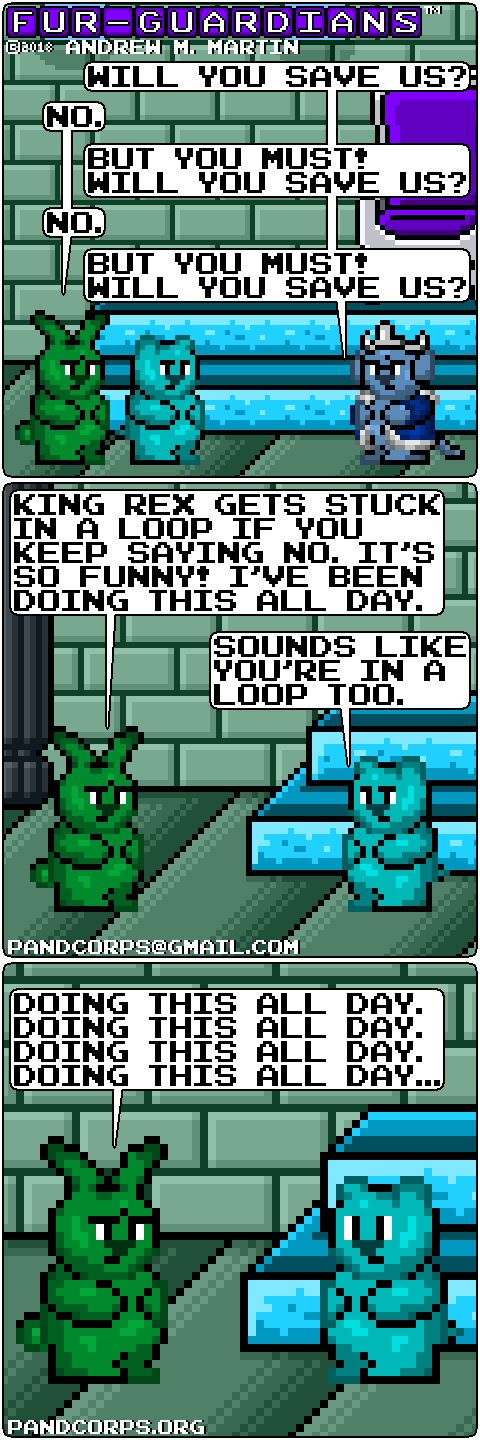 FUR-GUARDIANS™
©2018 ANDREW M. MARTIN
WILL YOU SAVE US?
NO.
BUT YOU MUST!
WILL YOU SAVE US?
NO.
BUT YOU MUST!
WILL YOU SAVE US?
KING REX GETS STUCK
IN A LOOP IF YOU
KEEP SAYING NO. IT'S
SO FUNNY! I'VE BEEN
DOING THIS ALL DAY.
SOUNDS LIKE
YOU'RE IN A
LOOP TOO.
PANDCORPS@GMAIL.COM
DOING THIS ALL DAY.
DOING THIS ALL DAY.
DOING THIS ALL DAY.
DOING THIS ALL DAY...
PANDCORPS.ORG